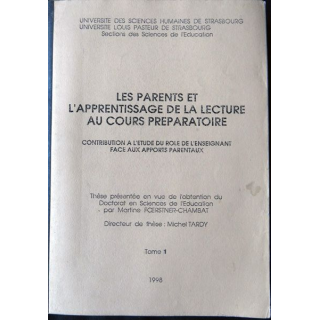 UNIVERSITE DES SCIENCES HUMAINES DE STRASBOURG
UNIVERSITE LOUIS PASTEUR DE STRASBOURG
Sections des Sciences de l'Education
LES PARENTS ET
L'APPRENTISSAGE DE LA LECTURE
AU COURS PREPARATOIRE
CONTRIBUTION A L'ETUDE DU ROLE DE L'ENSEIGNANT
FACE AUX APPORTS PARENTAUX
Thèse présentée en vue de l'obtention du
Doctorat en Sciences de l'Education
par Martine FOERSTNER-CHAMBAT
Directeur de thèse : Michel TARDY
Tome 1
1998